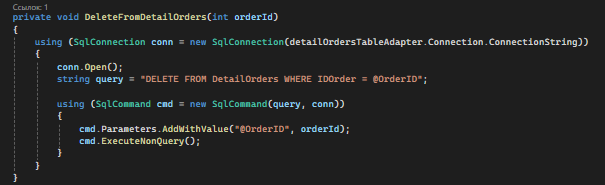 Ссылок: 1
private void DeleteFromDetailOrders(int orderId)
{
    using (SqlConnection conn = new SqlConnection(detailOrdersTableAdapter.Connection.ConnectionString))
    {
        conn.Open();
        string query = "DELETE FROM DetailOrders WHERE IDOrder = @OrderID";

        using (SqlCommand cmd = new SqlCommand(query, conn))
        {
            cmd.Parameters.AddWithValue("@OrderID", orderId);
            cmd.ExecuteNonQuery();
        }
    }
}